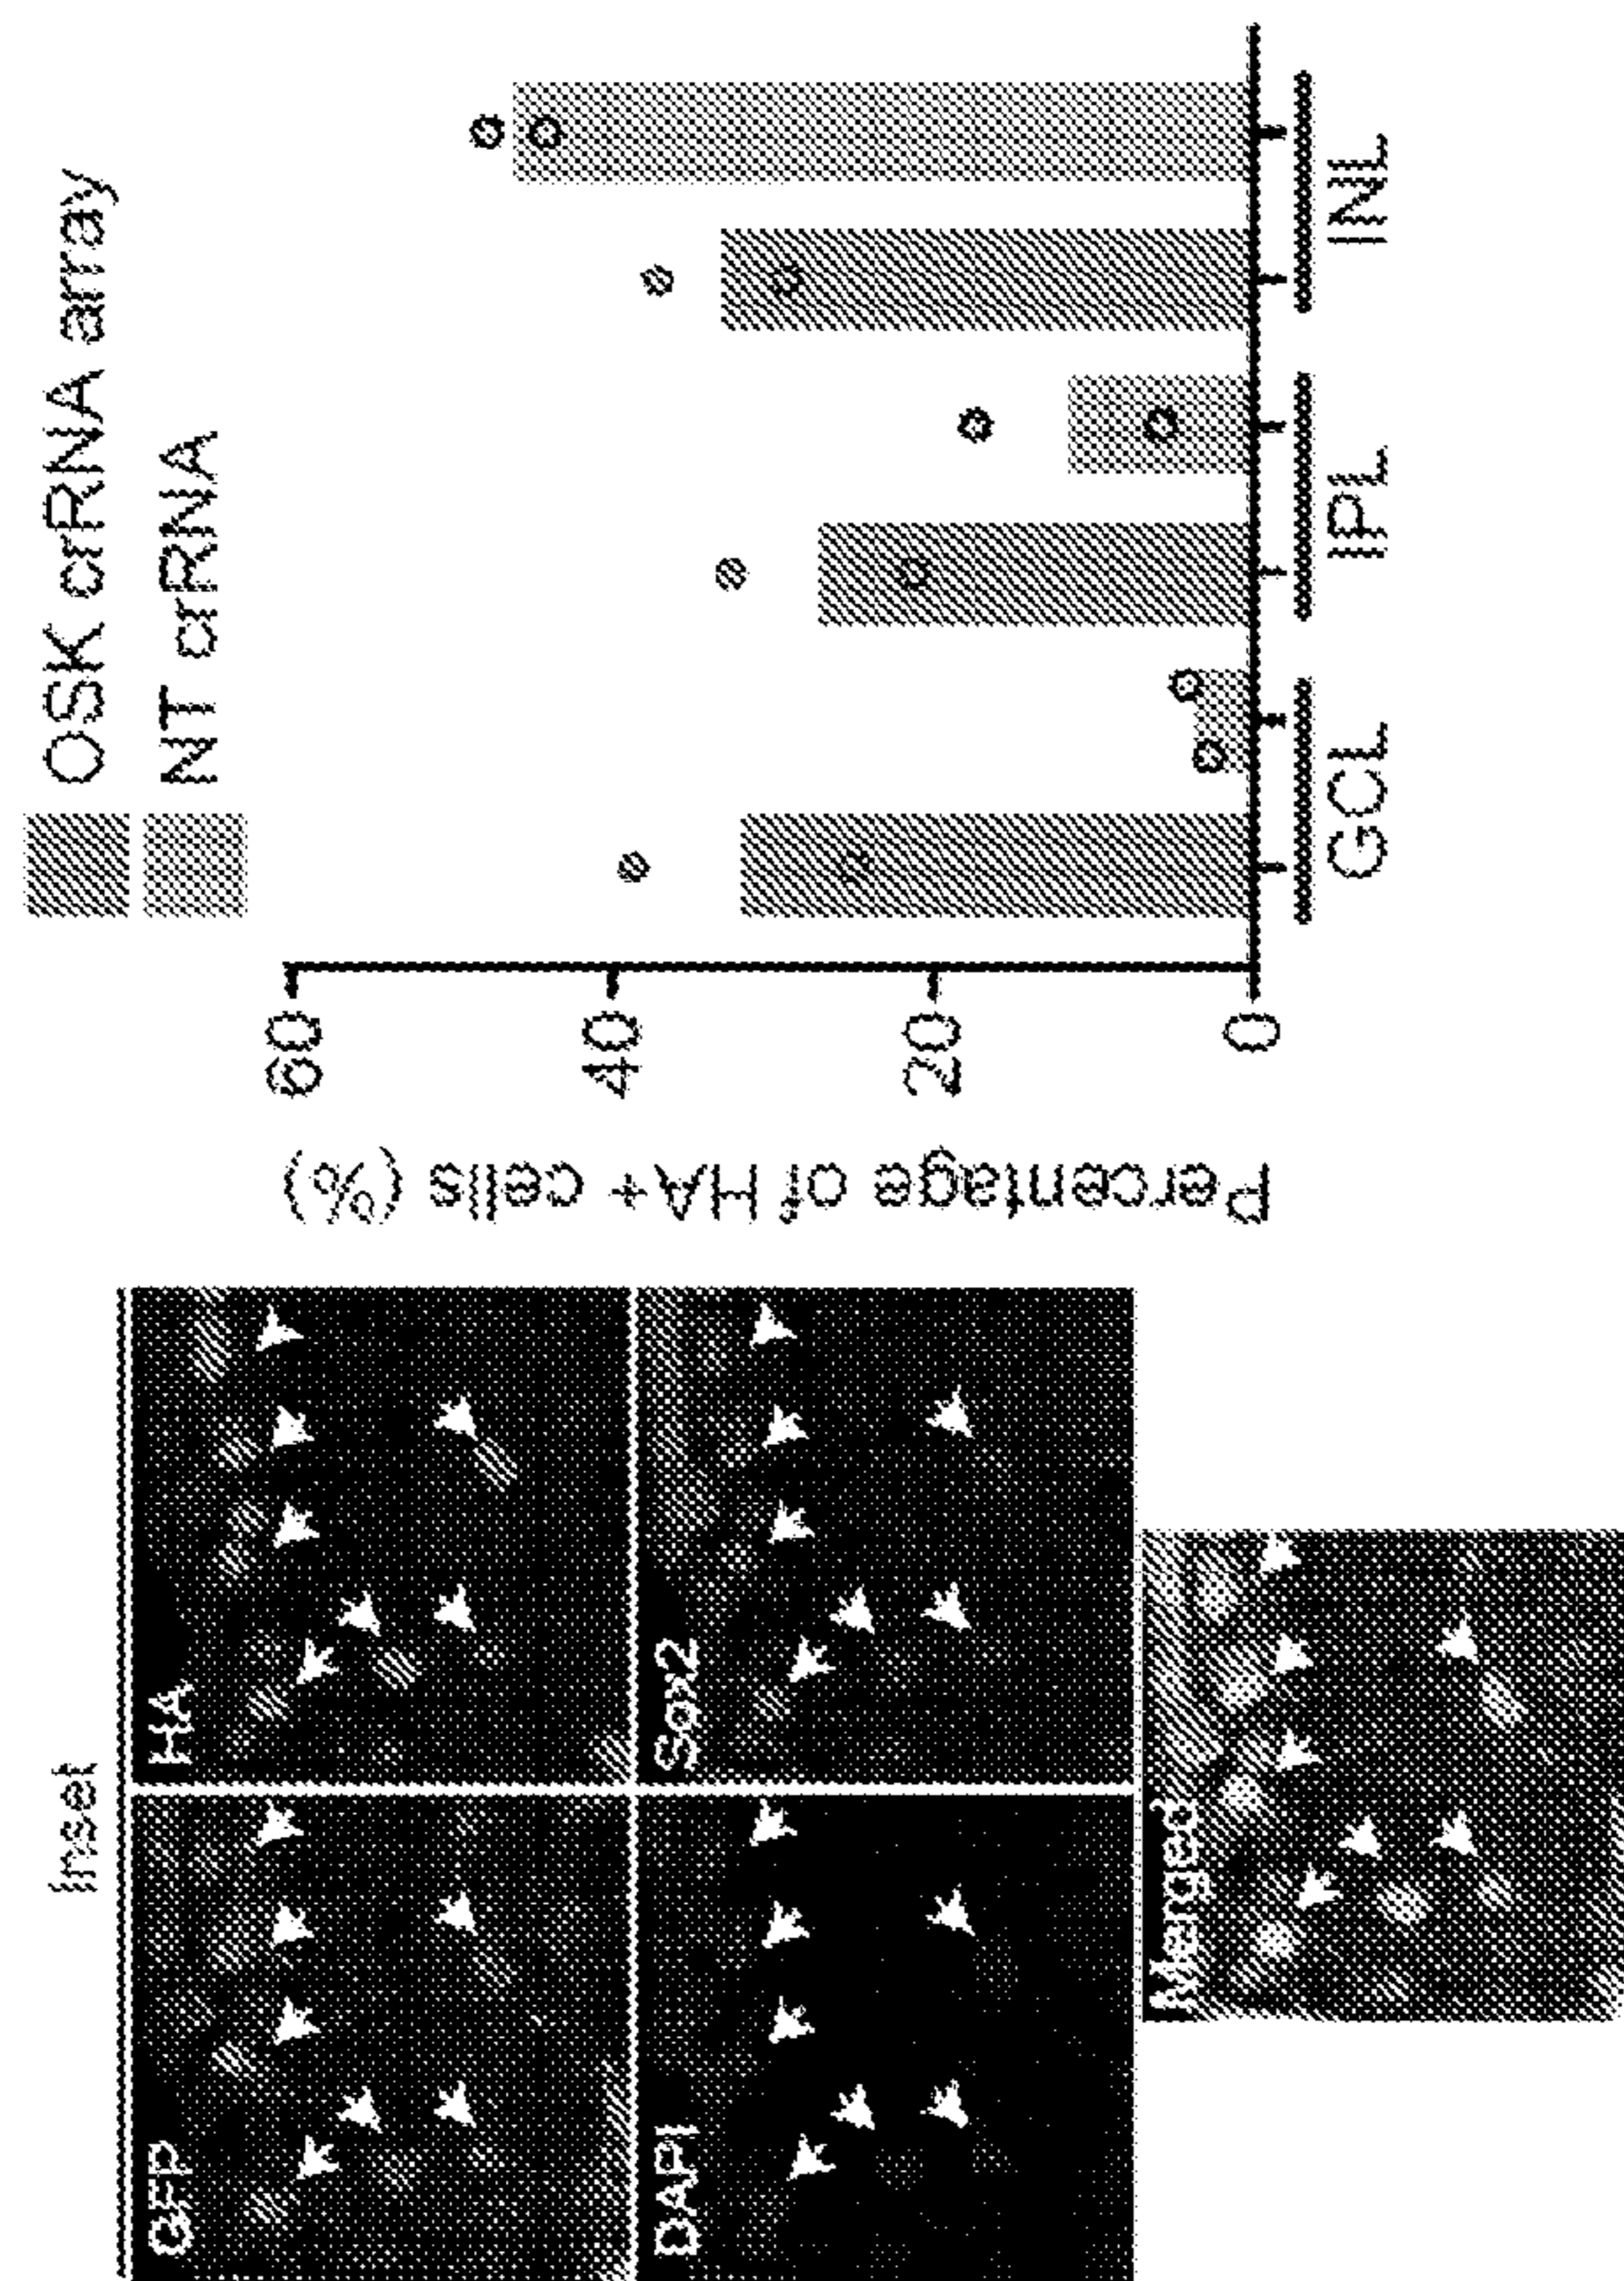 Inset
GFP
HA
DAPI
Sox2
Merged
OSK crRNA array
NT crRNA
Percentage of HA+ cells (%)
60
40
20
0
GCL
IPL
INL